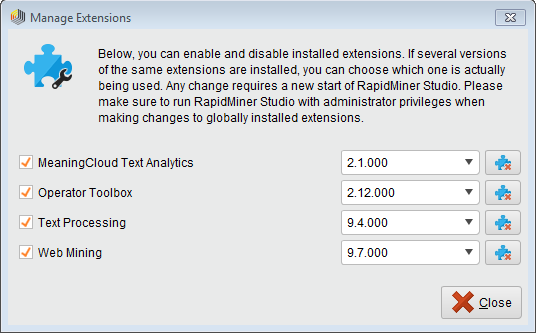 Manage Extensions
Below, you can enable and disable installed extensions. If several versions
of the same extensions are installed, you can choose which one is actually
being used. Any change requires a new start of RapidMiner Studio. Please
make sure to run RapidMiner Studio with administrator privileges when
making changes to globally installed extensions.
MeaningCloud Text Analytics 2.1.000
Operator Toolbox 2.12.000
Text Processing 9.4.000
Web Mining 9.7.000
Close